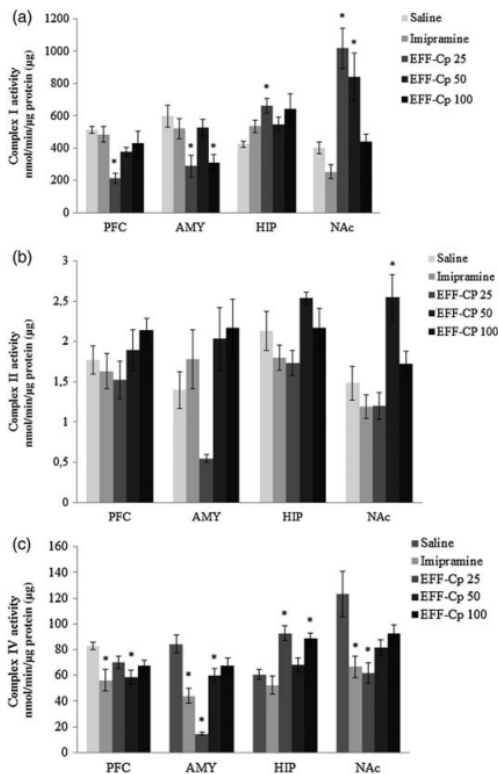 (a)
1200
1000
800
600
400
200
0
Complex I activity
nmol/min/µg protein (µg)
* * * * * *
PFC AMY HIP NAc
Saline
Imipramine
EFF-Cp 25
EFF-Cp 50
EFF-Cp 100
(b)
3
2,5
2
1,5
1
0,5
0
Complex II activity
nmol/min/µg protein (µg)
*
PFC AMY HIP NAc
Saline
Imipramine
EFF-CP 25
EFF-CP 50
EFF-CP 100
(c)
160
140
120
100
80
60
40
20
0
Complex IV activity
nmol/min/µg protein (µg)
* * * * * * * * *
PFC AMY HIP NAc
Saline
Imipramine
EFF-Cp 25
EFF-Cp 50
EFF-Cp 100